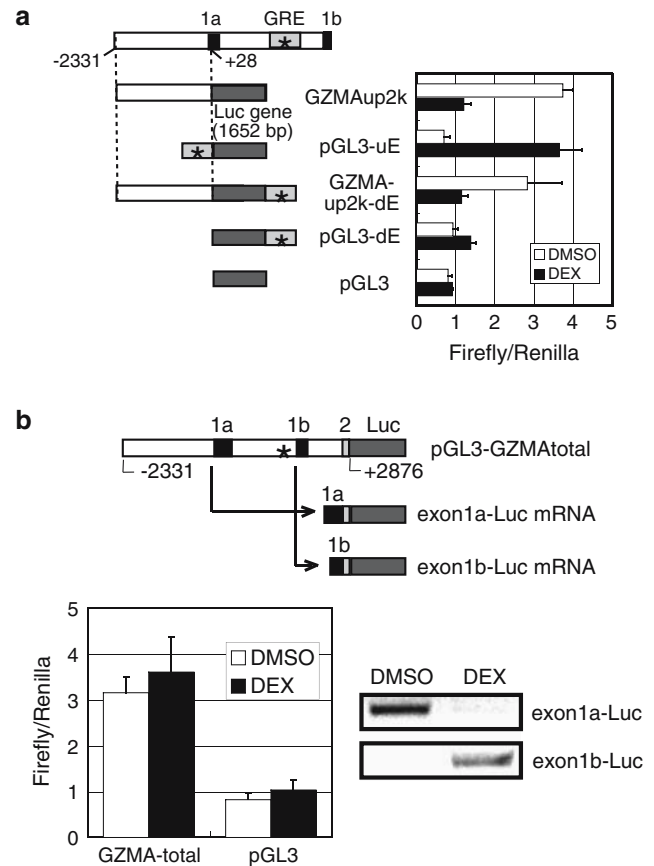 a
1a GRE 1b
*
-2331 +28
GZMAup2k
Luc gene
(1652 bp)
* pGL3-uE
GZMA-
* up2k-dE
* pGL3-dE
pGL3
DMSO
DEX
0 1 2 3 4 5
Firefly/Renilla
b
1a 1b 2 Luc
* pGL3-GZMAtotal
-2331 +2876
1a
exon1a-Luc mRNA
1b
exon1b-Luc mRNA
5
4
3
2
1
0
Firefly/Renilla
DMSO
DEX
GZMA-total pGL3
DMSO DEX
exon1a-Luc
exon1b-Luc